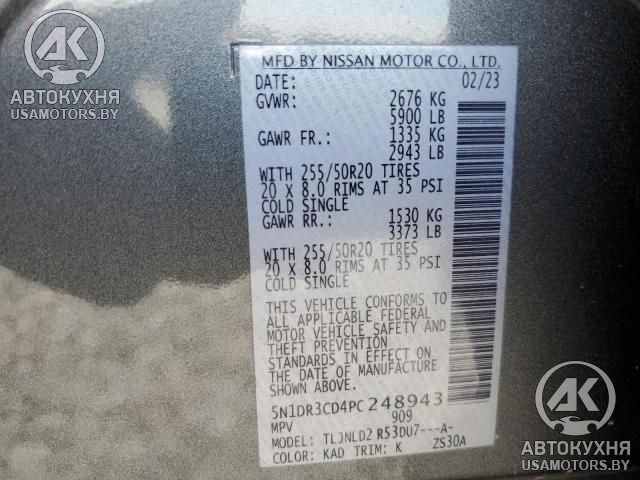 AK
АВТОКУХНЯ
USAMOTORS.BY
MFD BY NISSAN MOTOR CO., LTD.
DATE: 02/23
GVWR: 2676 KG
5900 LB
GAWR FR.: 1335 KG
2943 LB
WITH 255/50R20 TIRES
20 X 8.0 RIMS AT 35 PSI
COLD SINGLE
GAWR RR.: 1530 KG
3373 LB
WITH 255/50R20 TIRES
20 X 8.0 RIMS AT 35 PSI
COLD SINGLE
THIS VEHICLE CONFORMS TO
ALL APPLICABLE FEDERAL
MOTOR VEHICLE SAFETY AND
THEFT PREVENTION
STANDARDS IN EFFECT ON
THE DATE OF MANUFACTURE
SHOWN ABOVE.
5N1DR3CD4PC248943
MPV 909
MODEL: TLJNLD2 R53DU7---A-
COLOR: KAD TRIM: K ZS30A
AK
АВТОКУХНЯ
USAMOTORS.BY